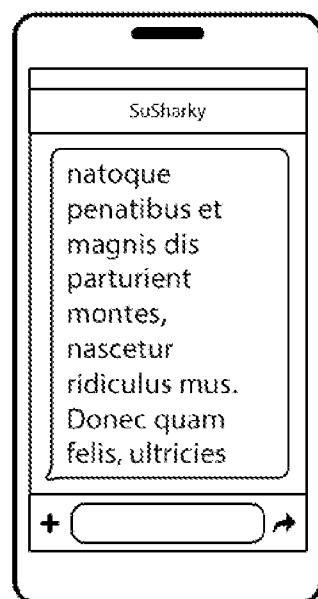 SuSharky
natoque
penatibus et
magnis dis
parturient
montes,
nascetur
ridiculus mus.
Donec quam
felis, ultricies